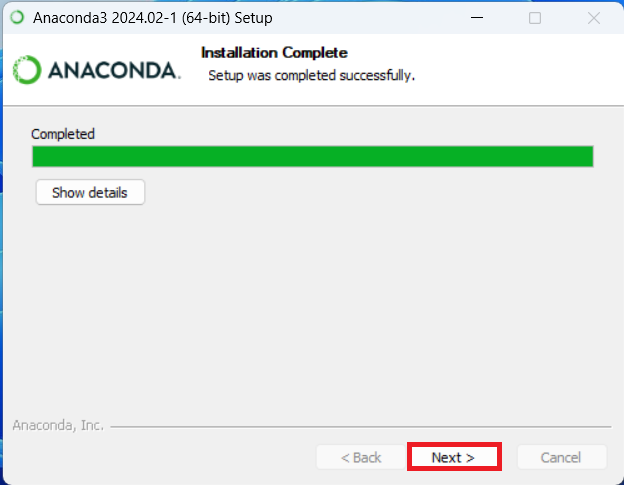 Anaconda3 2024.02-1 (64-bit) Setup
ANACONDA.
Installation Complete
Setup was completed successfully.
Completed
Show details
Anaconda, Inc.
< Back
Next >
Cancel